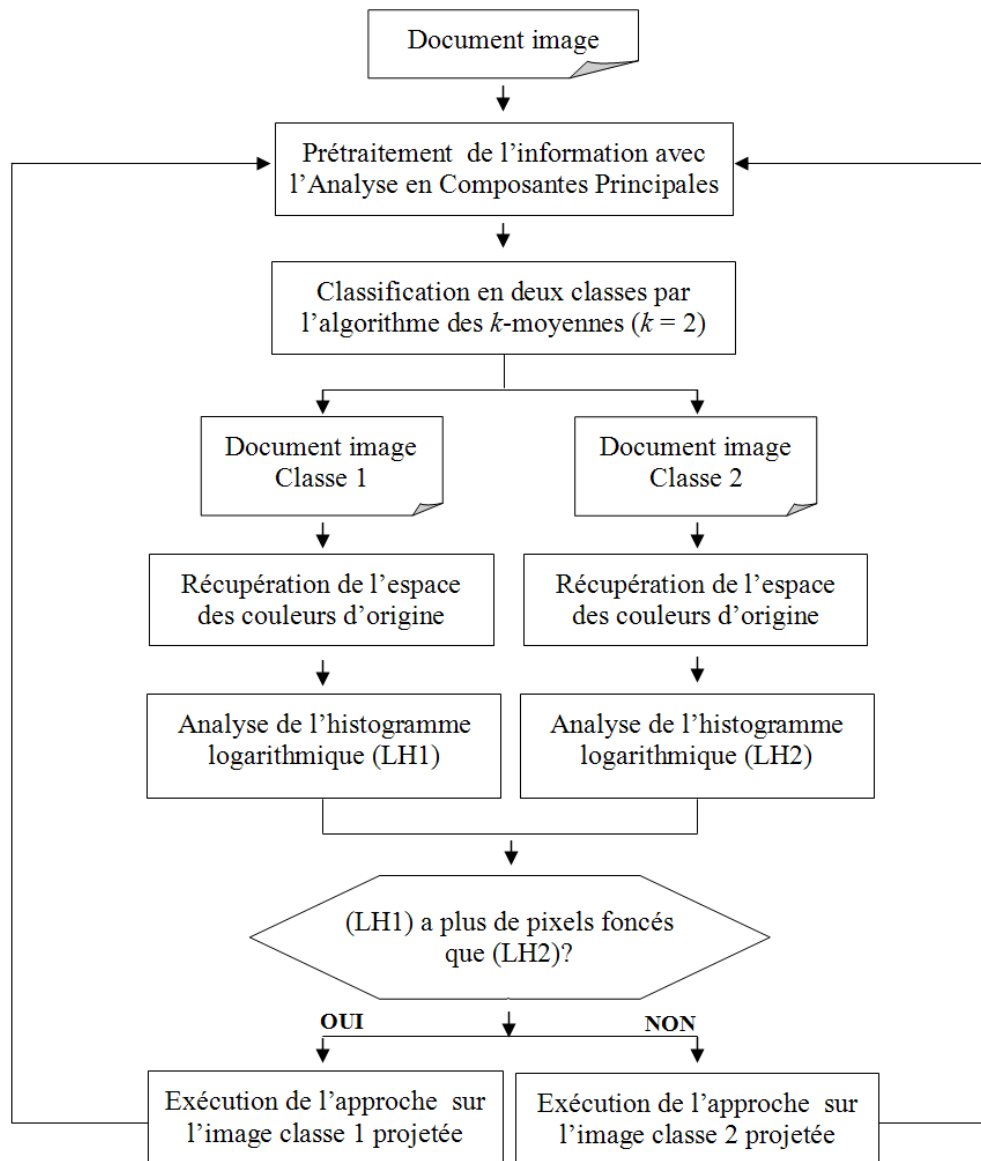 Document image
Prétraitement de l’information avec
l’Analyse en Composantes Principales
Classification en deux classes par
l’algorithme des k-moyennes (k = 2)
Document image
Classe 1
Document image
Classe 2
Récupération de l’espace
des couleurs d’origine
Récupération de l’espace
des couleurs d’origine
Analyse de l’histogramme
logarithmique (LH1)
Analyse de l’histogramme
logarithmique (LH2)
(LH1) a plus de pixels foncés
que (LH2)?
OUI
NON
Exécution de l’approche sur
l’image classe 1 projetée
Exécution de l’approche sur
l’image classe 2 projetée